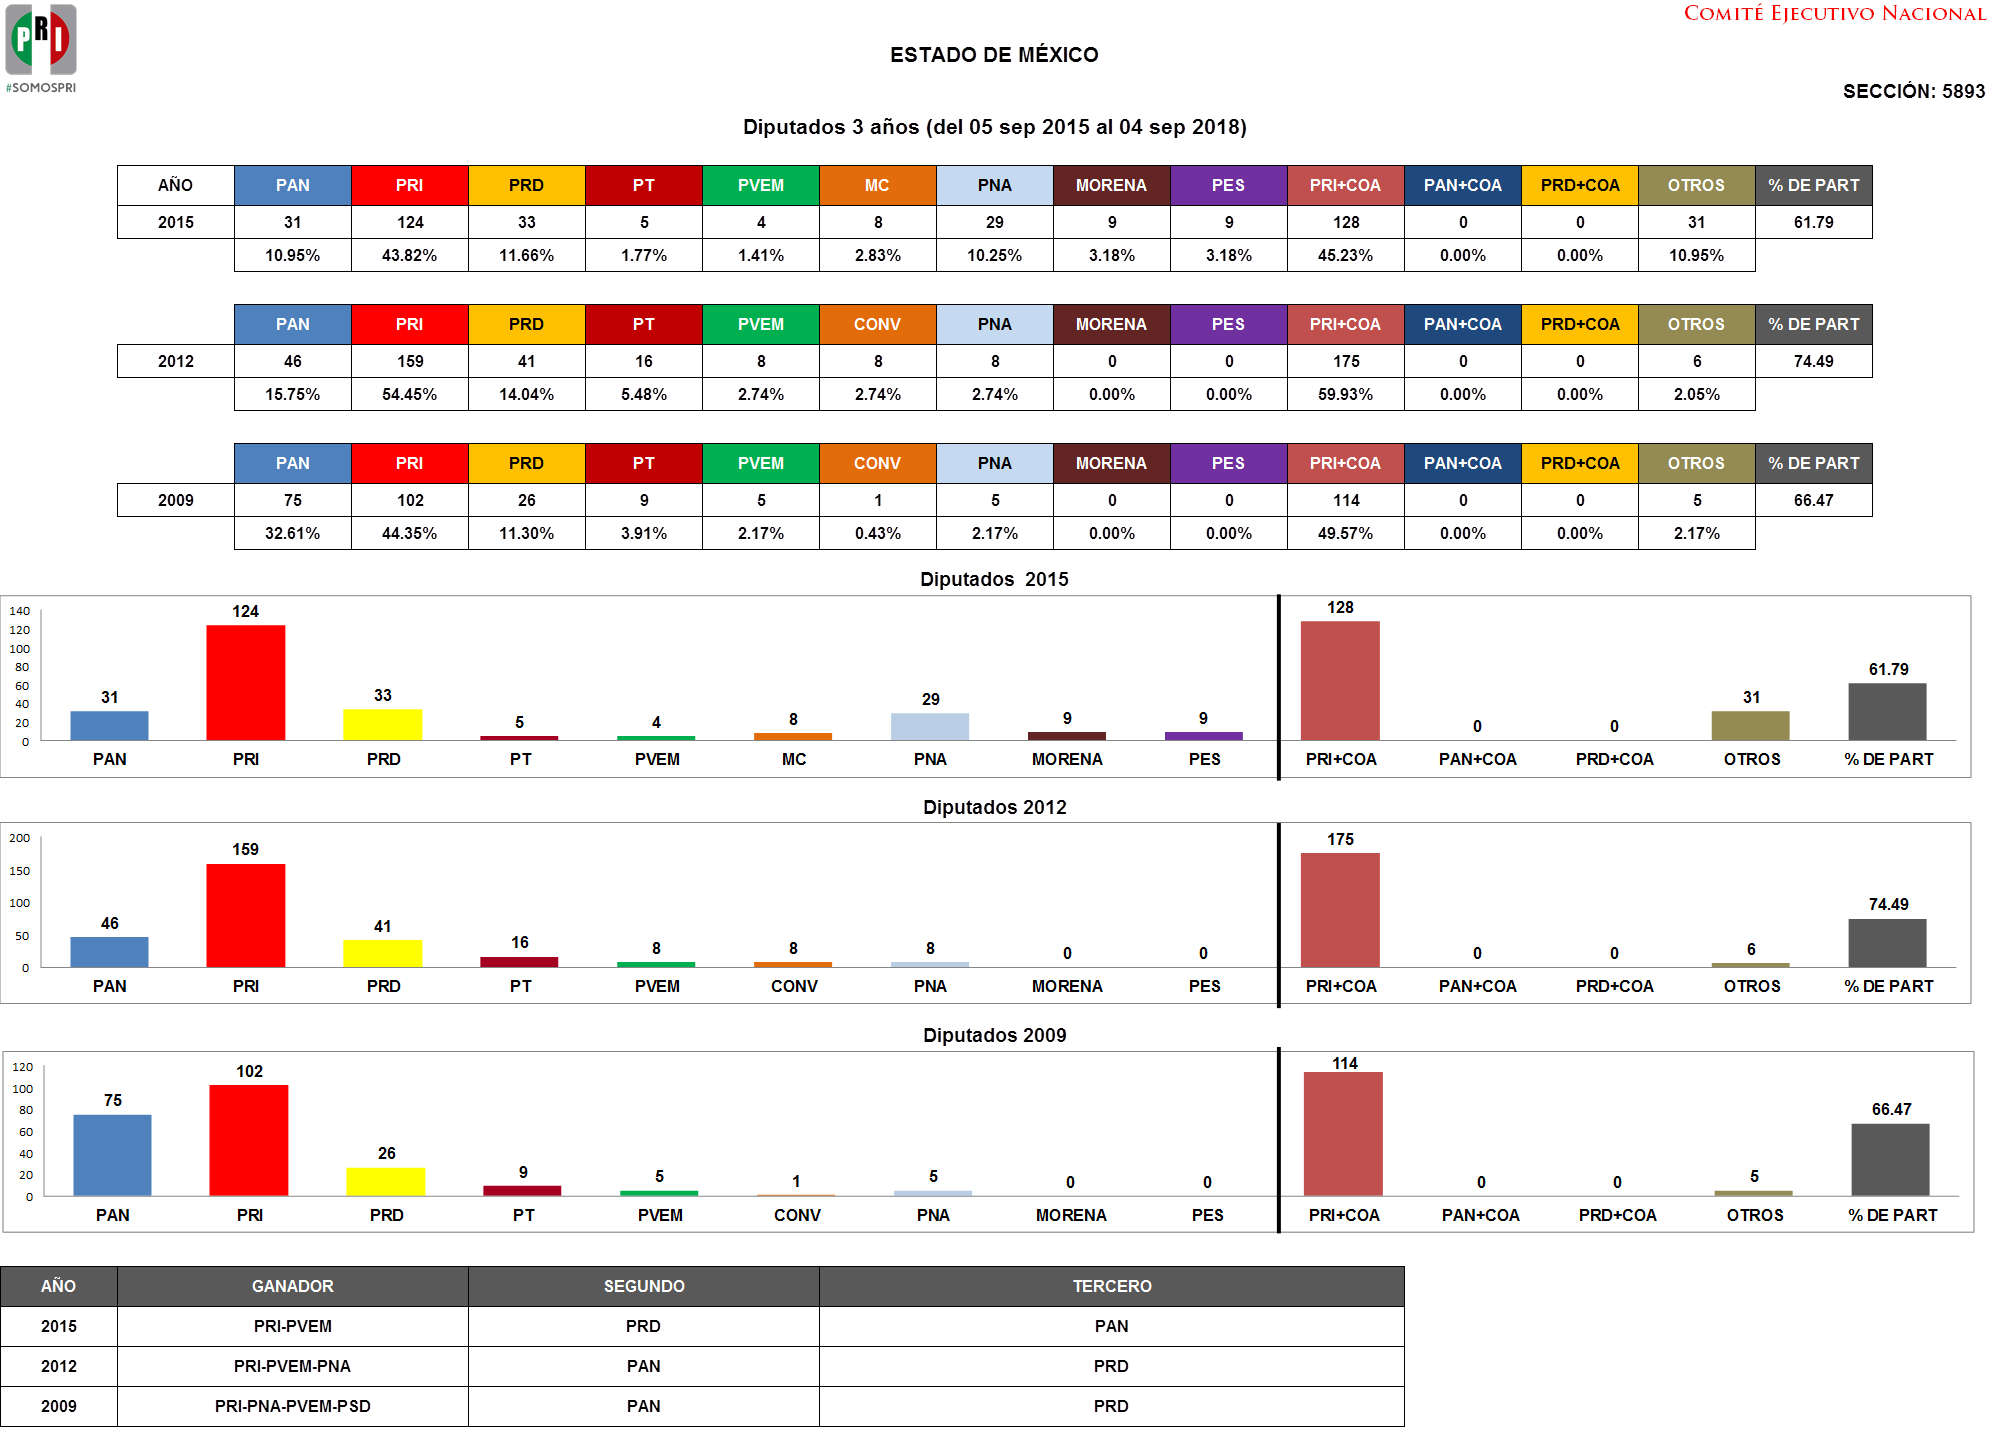 PRI
#SOMOSPRI
COMITÉ EJECUTIVO NACIONAL
ESTADO DE MÉXICO
SECCIÓN: 5893
Diputados 3 años (del 05 sep 2015 al 04 sep 2018)
AÑO PAN PRI PRD PT PVEM MC PNA MORENA PES PRI+COA PAN+COA PRD+COA OTROS % DE PART
2015 31 124 33 5 4 8 29 9 9 128 0 0 31 61.79
10.95% 43.82% 11.66% 1.77% 1.41% 2.83% 10.25% 3.18% 3.18% 45.23% 0.00% 0.00% 10.95%
PAN PRI PRD PT PVEM CONV PNA MORENA PES PRI+COA PAN+COA PRD+COA OTROS % DE PART
2012 46 159 41 16 8 8 8 0 0 175 0 0 6 74.49
15.75% 54.45% 14.04% 5.48% 2.74% 2.74% 2.74% 0.00% 0.00% 59.93% 0.00% 0.00% 2.05%
PAN PRI PRD PT PVEM CONV PNA MORENA PES PRI+COA PAN+COA PRD+COA OTROS % DE PART
2009 75 102 26 9 5 1 5 0 0 114 0 0 5 66.47
32.61% 44.35% 11.30% 3.91% 2.17% 0.43% 2.17% 0.00% 0.00% 49.57% 0.00% 0.00% 2.17%
Diputados 2015
140
120
100
80
60
40
20
0
31 124 33 5 4 8 29 9 9 128 0 0 31 61.79
PAN PRI PRD PT PVEM MC PNA MORENA PES PRI+COA PAN+COA PRD+COA OTROS % DE PART
Diputados 2012
200
150
100
50
0
46 159 41 16 8 8 8 0 0 175 0 0 6 74.49
PAN PRI PRD PT PVEM CONV PNA MORENA PES PRI+COA PAN+COA PRD+COA OTROS % DE PART
Diputados 2009
120
100
80
60
40
20
0
75 102 26 9 5 1 5 0 0 114 0 0 5 66.47
PAN PRI PRD PT PVEM CONV PNA MORENA PES PRI+COA PAN+COA PRD+COA OTROS % DE PART
AÑO GANADOR SEGUNDO TERCERO
2015 PRI-PVEM PRD PAN
2012 PRI-PVEM-PNA PAN PRD
2009 PRI-PNA-PVEM-PSD PAN PRD